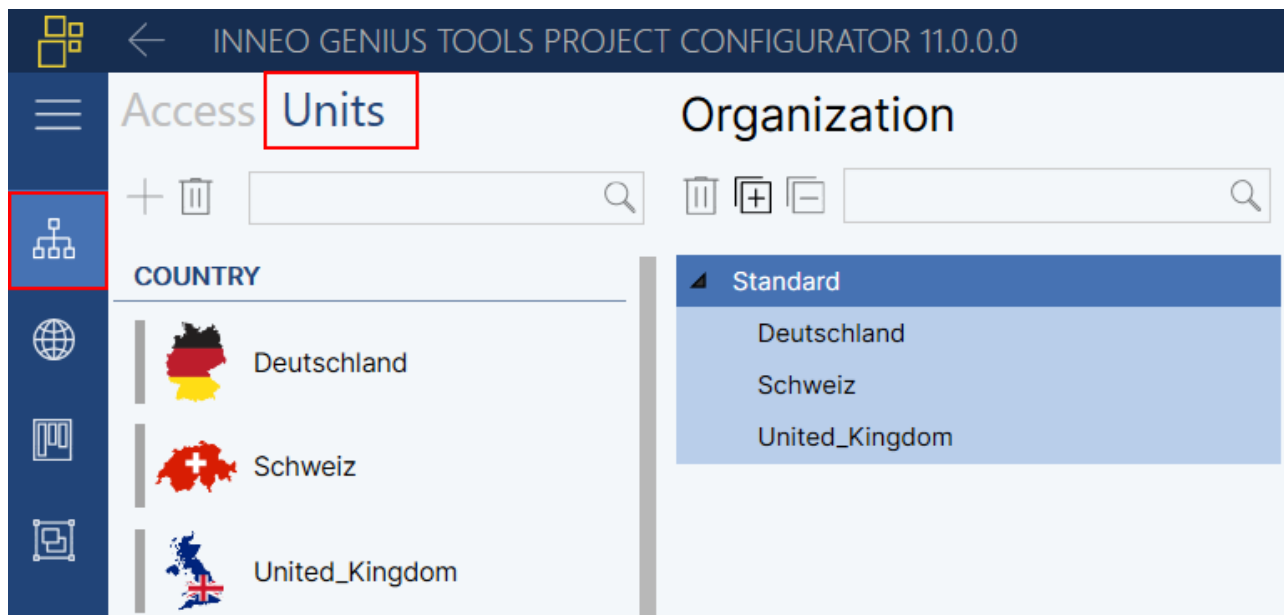 INNEO GENIUS TOOLS PROJECT CONFIGURATOR 11.0.0.0
Access Units
Organization
COUNTRY
Deutschland
Schweiz
United_Kingdom
Standard
Deutschland
Schweiz
United_Kingdom